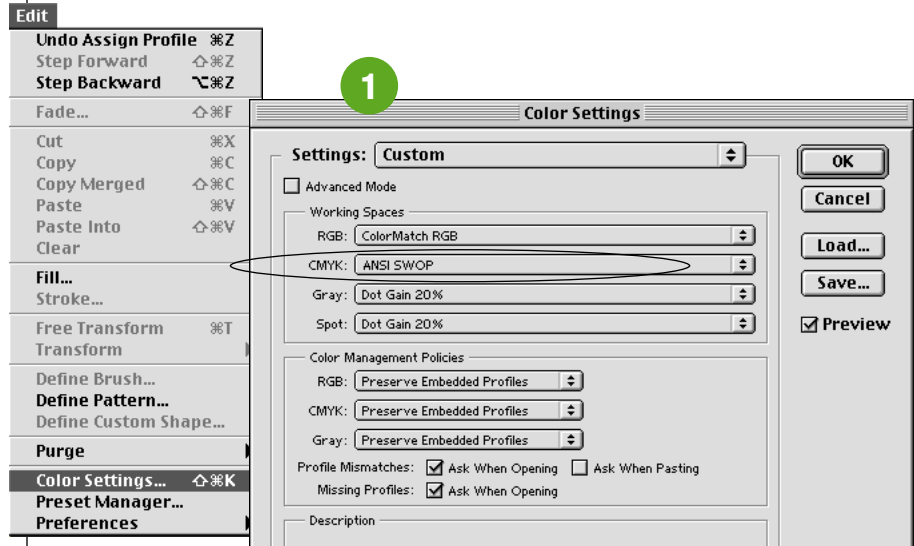 Edit
Undo Assign Profile ⌘Z
Step Forward ⇧⌘Z
Step Backward ⌥⌘Z
Fade... ⇧⌘F
Cut ⌘X
Copy ⌘C
Copy Merged ⇧⌘C
Paste ⌘V
Paste Into ⇧⌘V
Clear
Fill...
Stroke...
Free Transform ⌘T
Transform
Define Brush...
Define Pattern...
Define Custom Shape...
Purge
Color Settings... ⇧⌘K
Preset Manager...
Preferences
1
Color Settings
Settings: Custom
Advanced Mode
Working Spaces
RGB: ColorMatch RGB
CMYK: ANSI SWOP
Gray: Dot Gain 20%
Spot: Dot Gain 20%
Color Management Policies
RGB: Preserve Embedded Profiles
CMYK: Preserve Embedded Profiles
Gray: Preserve Embedded Profiles
Profile Mismatches: Ask When Opening Ask When Pasting
Missing Profiles: Ask When Opening
Description
OK
Cancel
Load...
Save...
Preview